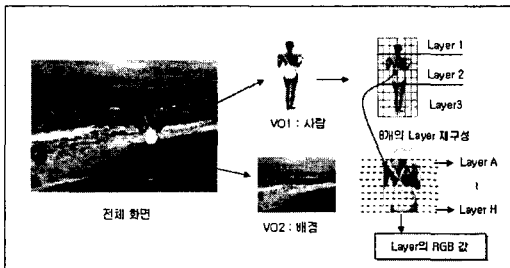 Layer 1
Layer 2
Layer3
VO1 : 사람
8개의 Layer 재구성
Layer A
~
Layer H
전체 화면
VO2 : 배경
Layer의 RGB 값